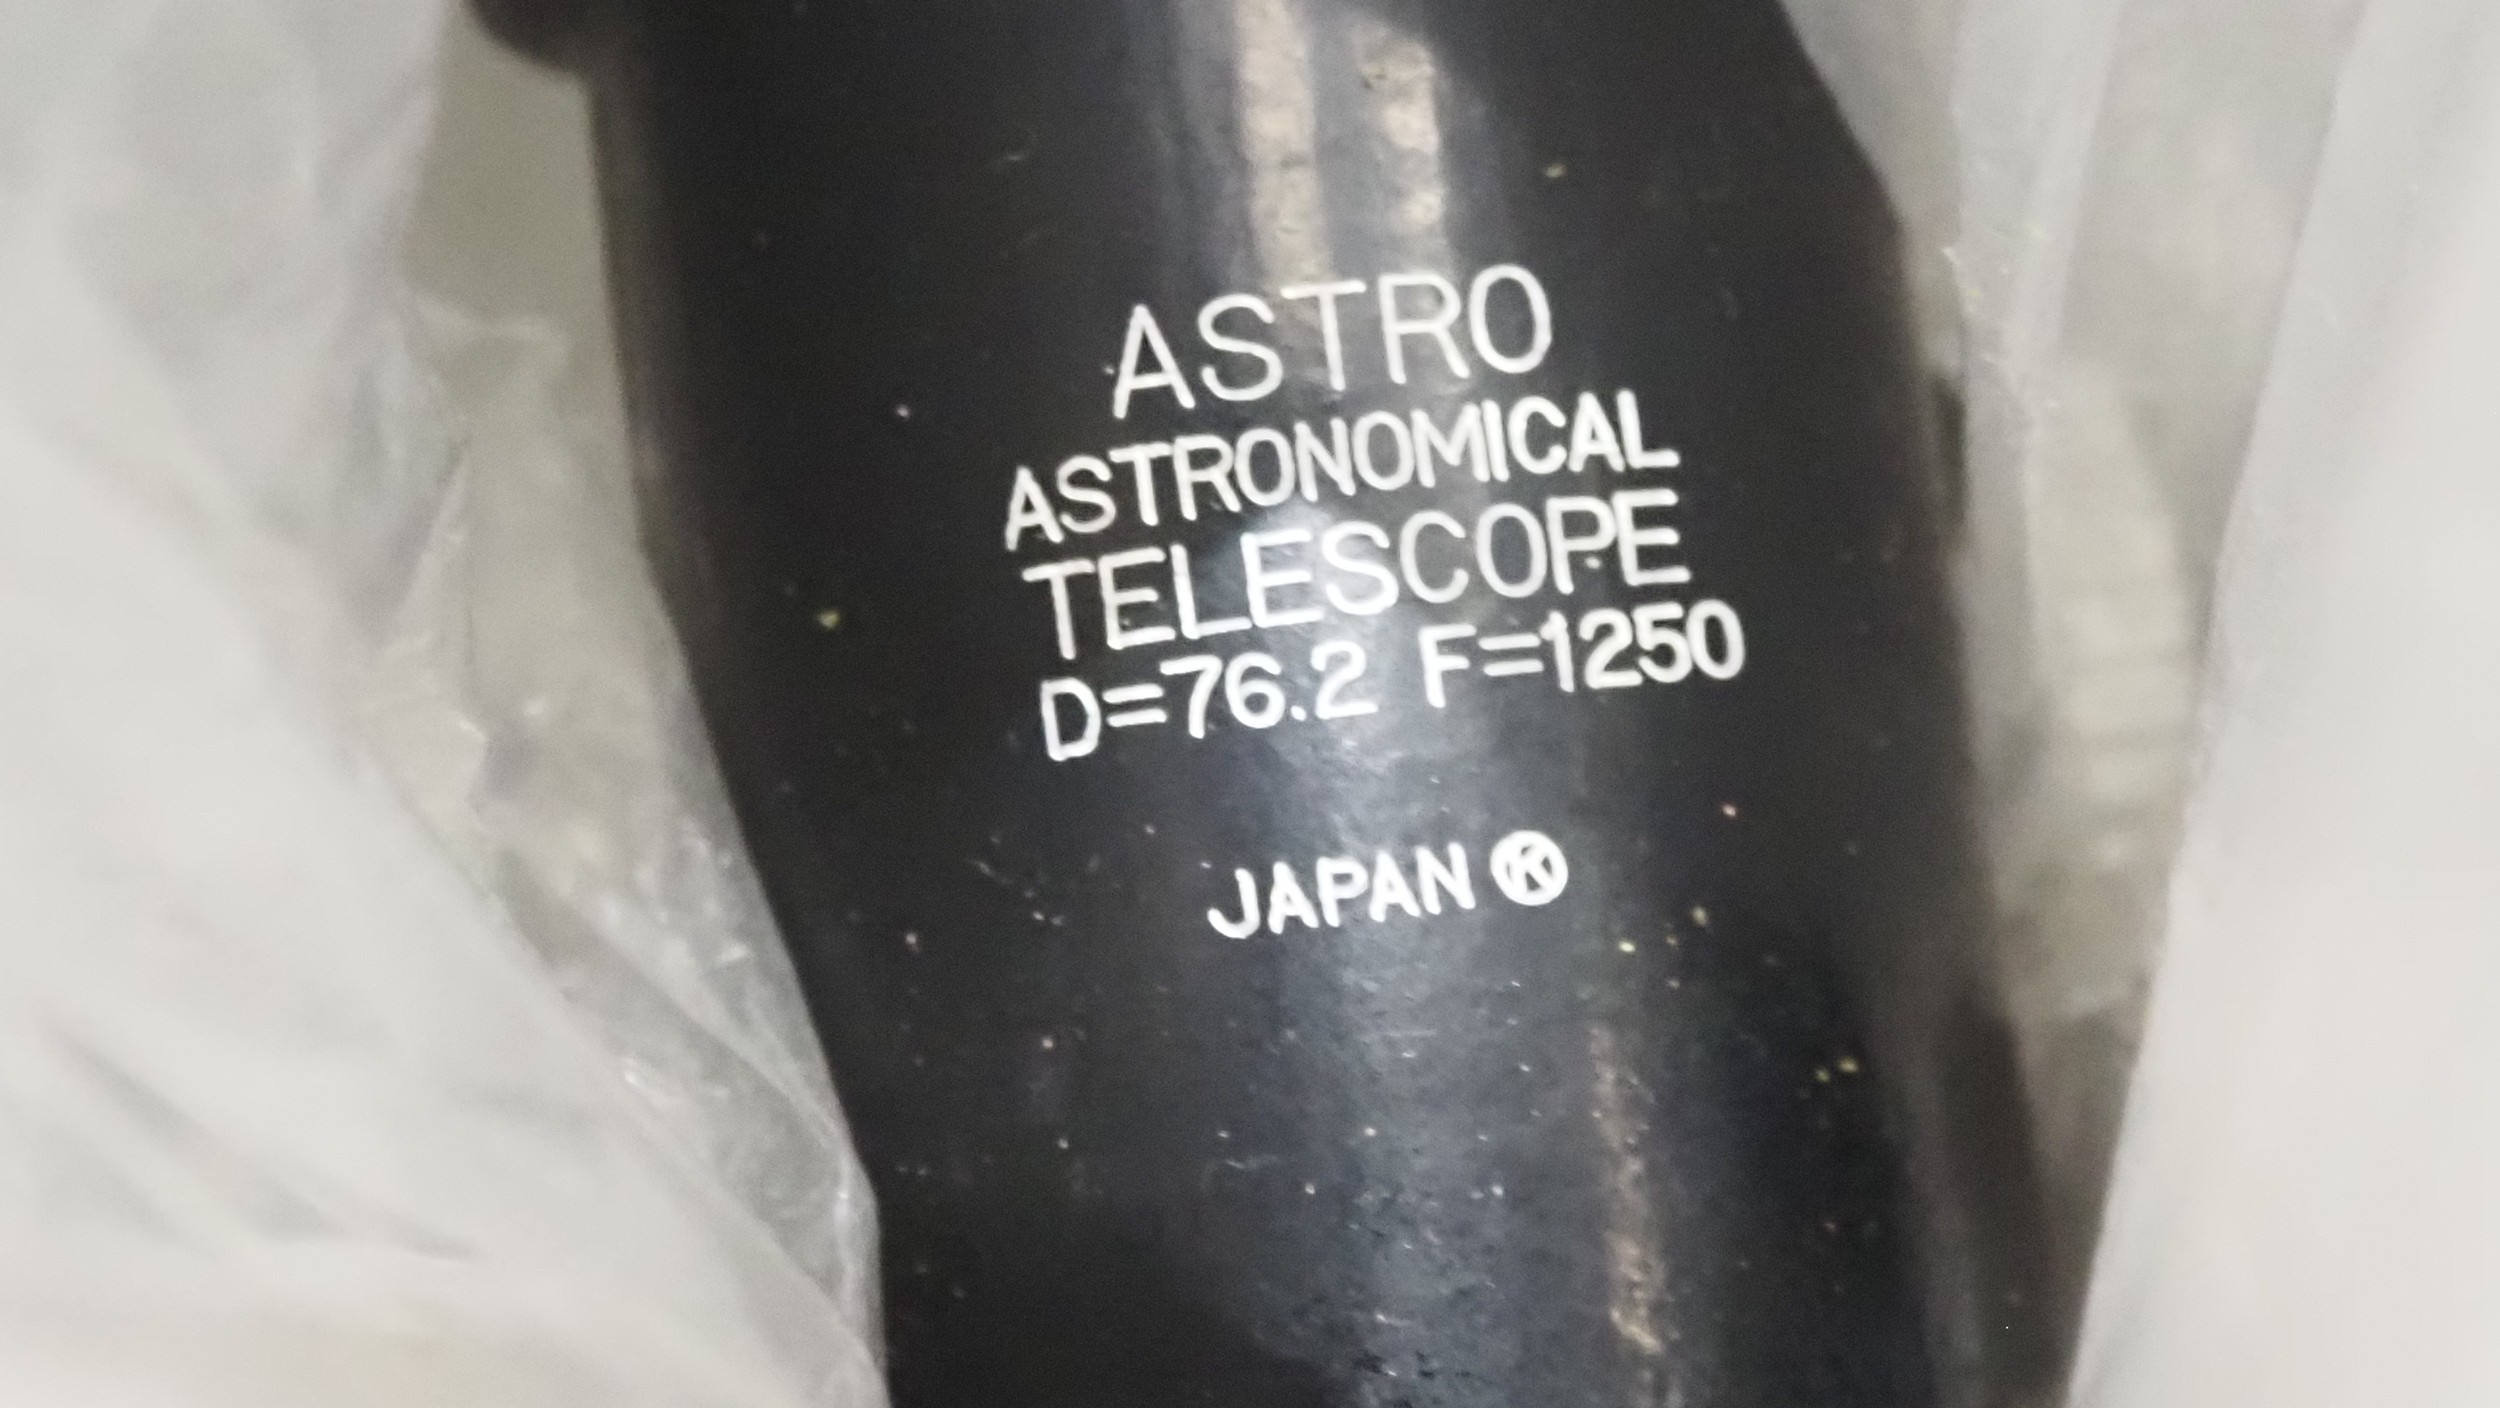 ASTRO
ASTRONOMICAL
TELESCOPE
D=76.2 F=1250
JAPAN Ⓚ